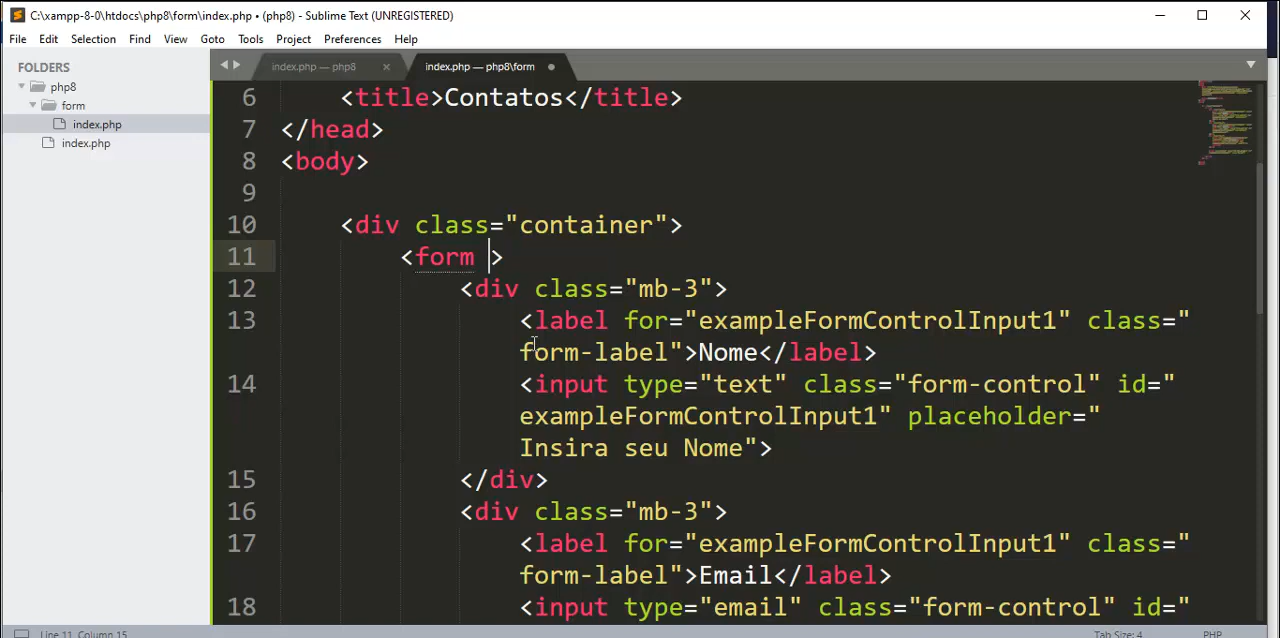 C:\xampp-8-0\htdocs\php8\form\index.php • (php8) - Sublime Text (UNREGISTERED)
File Edit Selection Find View Goto Tools Project Preferences Help
FOLDERS
php8
form
index.php
index.php
index.php — php8
index.php — php8\form
6 <title>Contatos</title>
7 </head>
8 <body>
9
10 <div class="container">
11 <form >
12 <div class="mb-3">
13 <label for="exampleFormControlInput1" class="
form-label">Nome</label>
14 <input type="text" class="form-control" id="
exampleFormControlInput1" placeholder="
Insira seu Nome">
15 </div>
16 <div class="mb-3">
17 <label for="exampleFormControlInput1" class="
form-label">Email</label>
18 <input type="email" class="form-control" id="
Line 11, Column 15
Tab Size: 4
PHP